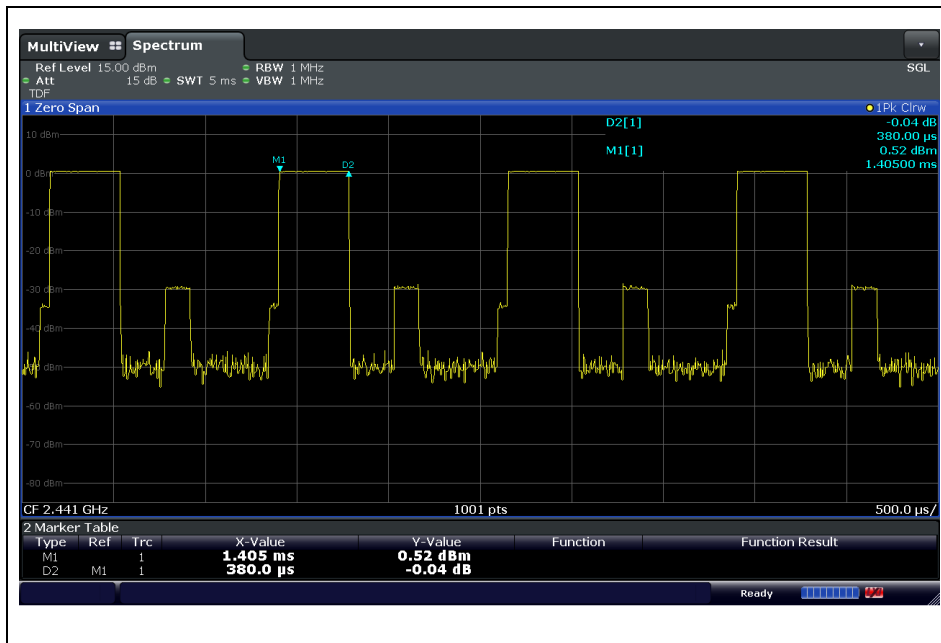 MultiView Spectrum
Ref Level 15.00 dBm RBW 1 MHz SGL
Att 15 dB SWT 5 ms VBW 1 MHz
TDF
1 Zero Span 1Pk Clrw
D2[1] -0.04 dB
380.00 µs
M1[1] 0.52 dBm
1.40500 ms
10 dBm
M1
D2
0 dBm
-10 dBm
-20 dBm
-30 dBm
-40 dBm
-50 dBm
-60 dBm
-70 dBm
-80 dBm
CF 2.441 GHz 1001 pts 500.0 µs/
2 Marker Table
Type Ref Trc X-Value Y-Value Function Function Result
M1 1 1.405 ms 0.52 dBm
D2 M1 1 380.0 µs -0.04 dB
Ready